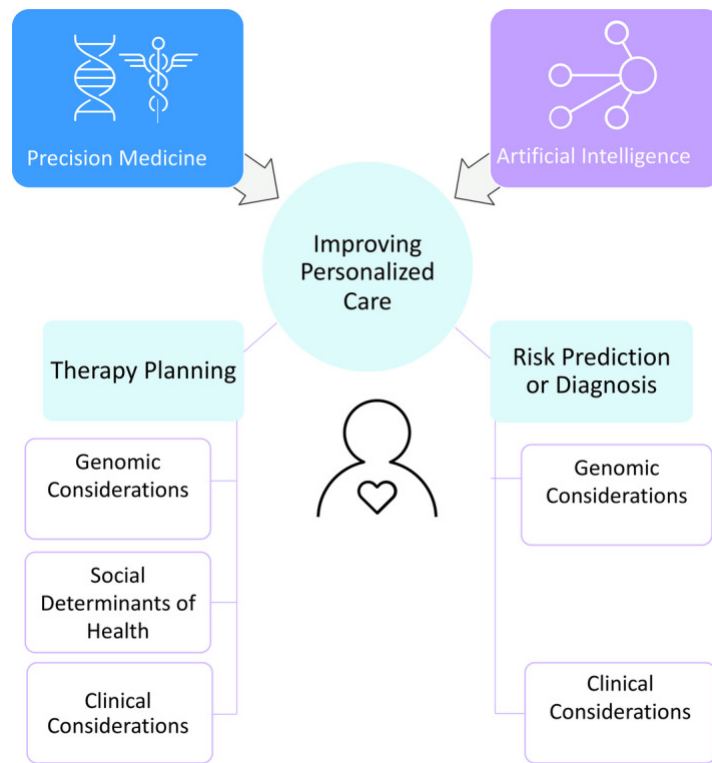 Precision Medicine
Artificial Intelligence
Improving
Personalized
Care
Therapy Planning
Risk Prediction
or Diagnosis
Genomic
Considerations
Genomic
Considerations
Social
Determinants of
Health
Clinical
Considerations
Clinical
Considerations